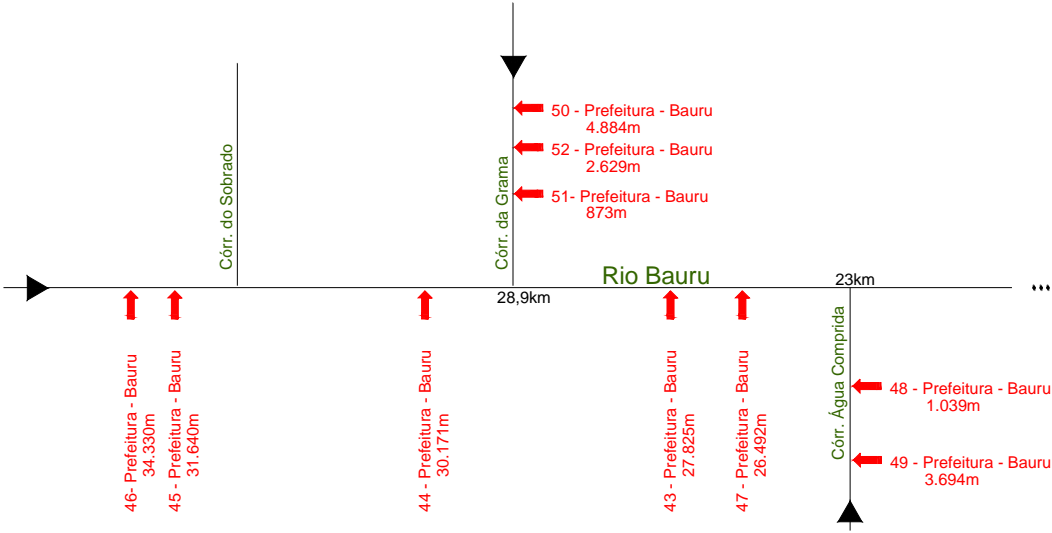 50 - Prefeitura - Bauru
4.884m
52 - Prefeitura - Bauru
2.629m
51- Prefeitura - Bauru
873m
Córr. do Sobrado
Córr. da Grama
Rio Bauru
23km
28,9km
...
46- Prefeitura - Bauru
34.330m
45 - Prefeitura - Bauru
31.640m
44 - Prefeitura - Bauru
30.171m
43 - Prefeitura - Bauru
27.825m
47 - Prefeitura - Bauru
26.492m
Córr. Água Comprida
48 - Prefeitura - Bauru
1.039m
49 - Prefeitura - Bauru
3.694m